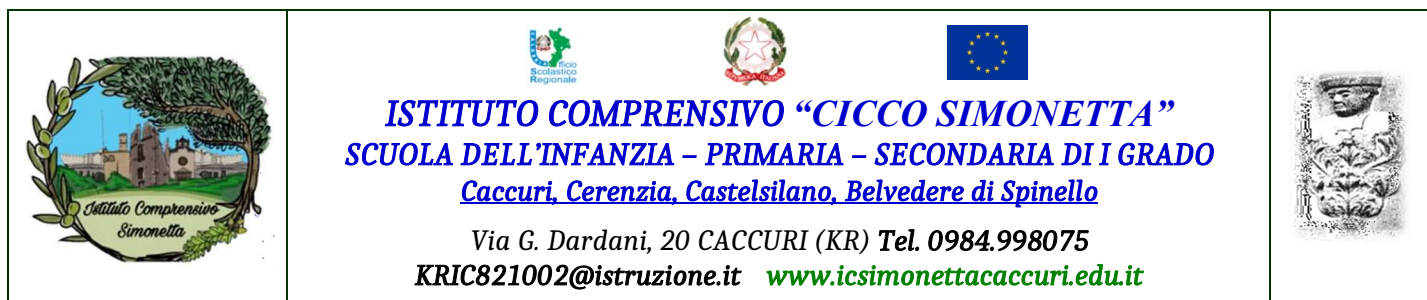 Istituto Comprensivo
Simonetta
Ufficio
Scolastico
Regionale
ISTITUTO COMPRENSIVO “CICCO SIMONETTA”
SCUOLA DELL’INFANZIA – PRIMARIA – SECONDARIA DI I GRADO
Caccuri, Cerenzia, Castelsilano, Belvedere di Spinello
Via G. Dardani, 20 CACCURI (KR) Tel. 0984.998075
KRIC821002@istruzione.it www.icsimonettacaccuri.edu.it